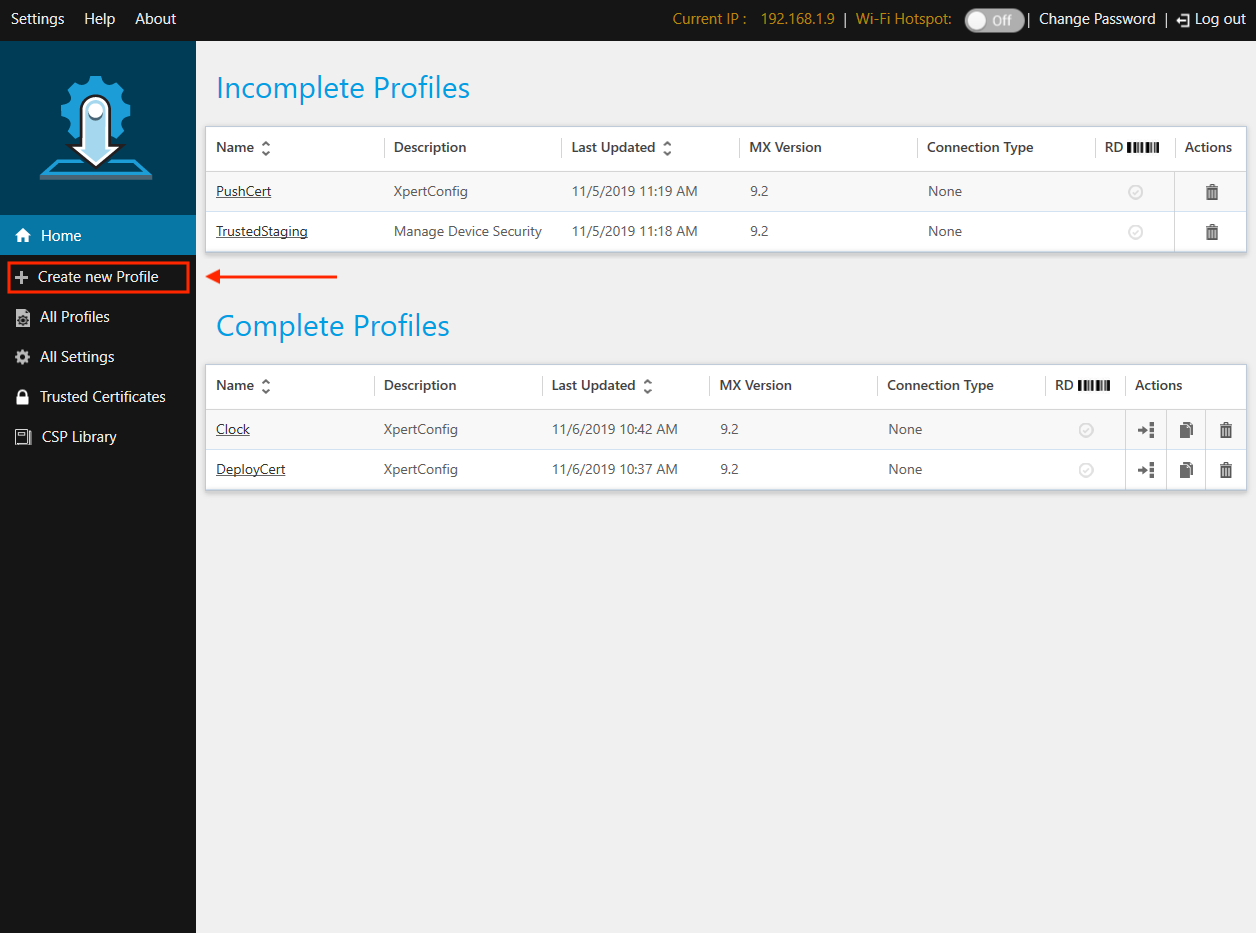 Settings Help About Current IP : 192.168.1.9 | Wi-Fi Hotspot: Off | Change Password | Log out
Home
Create new Profile
All Profiles
All Settings
Trusted Certificates
CSP Library
Incomplete Profiles
Name Description Last Updated MX Version Connection Type RD Actions
PushCert XpertConfig 11/5/2019 11:19 AM 9.2 None
TrustedStaging Manage Device Security 11/5/2019 11:18 AM 9.2 None
Complete Profiles
Name Description Last Updated MX Version Connection Type RD Actions
Clock XpertConfig 11/6/2019 10:42 AM 9.2 None
DeployCert XpertConfig 11/6/2019 10:37 AM 9.2 None